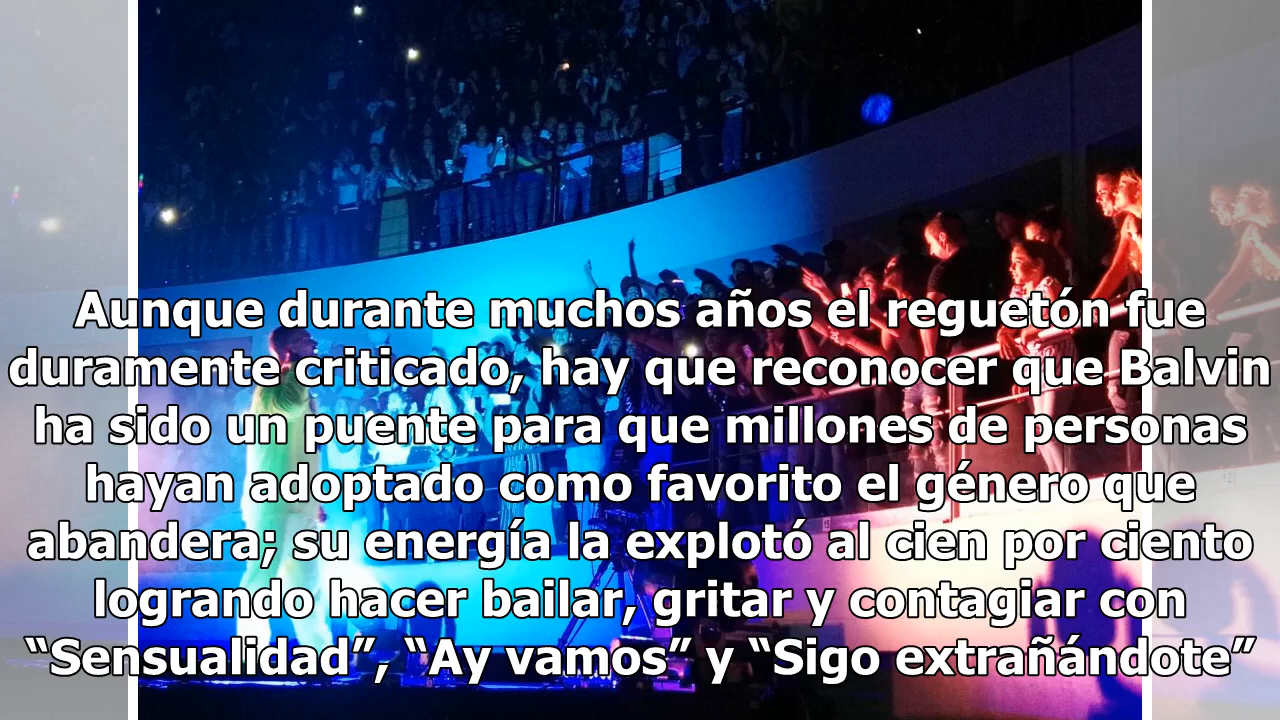 Aunque durante muchos años el reguetón fue
duramente criticado, hay que reconocer que Balvin
ha sido un puente para que millones de personas
hayan adoptado como favorito el género que
abandera; su energía la explotó al cien por ciento
logrando hacer bailar, gritar y contagiar con
“Sensualidad”, “Ay vamos” y “Sigo extrañándote”